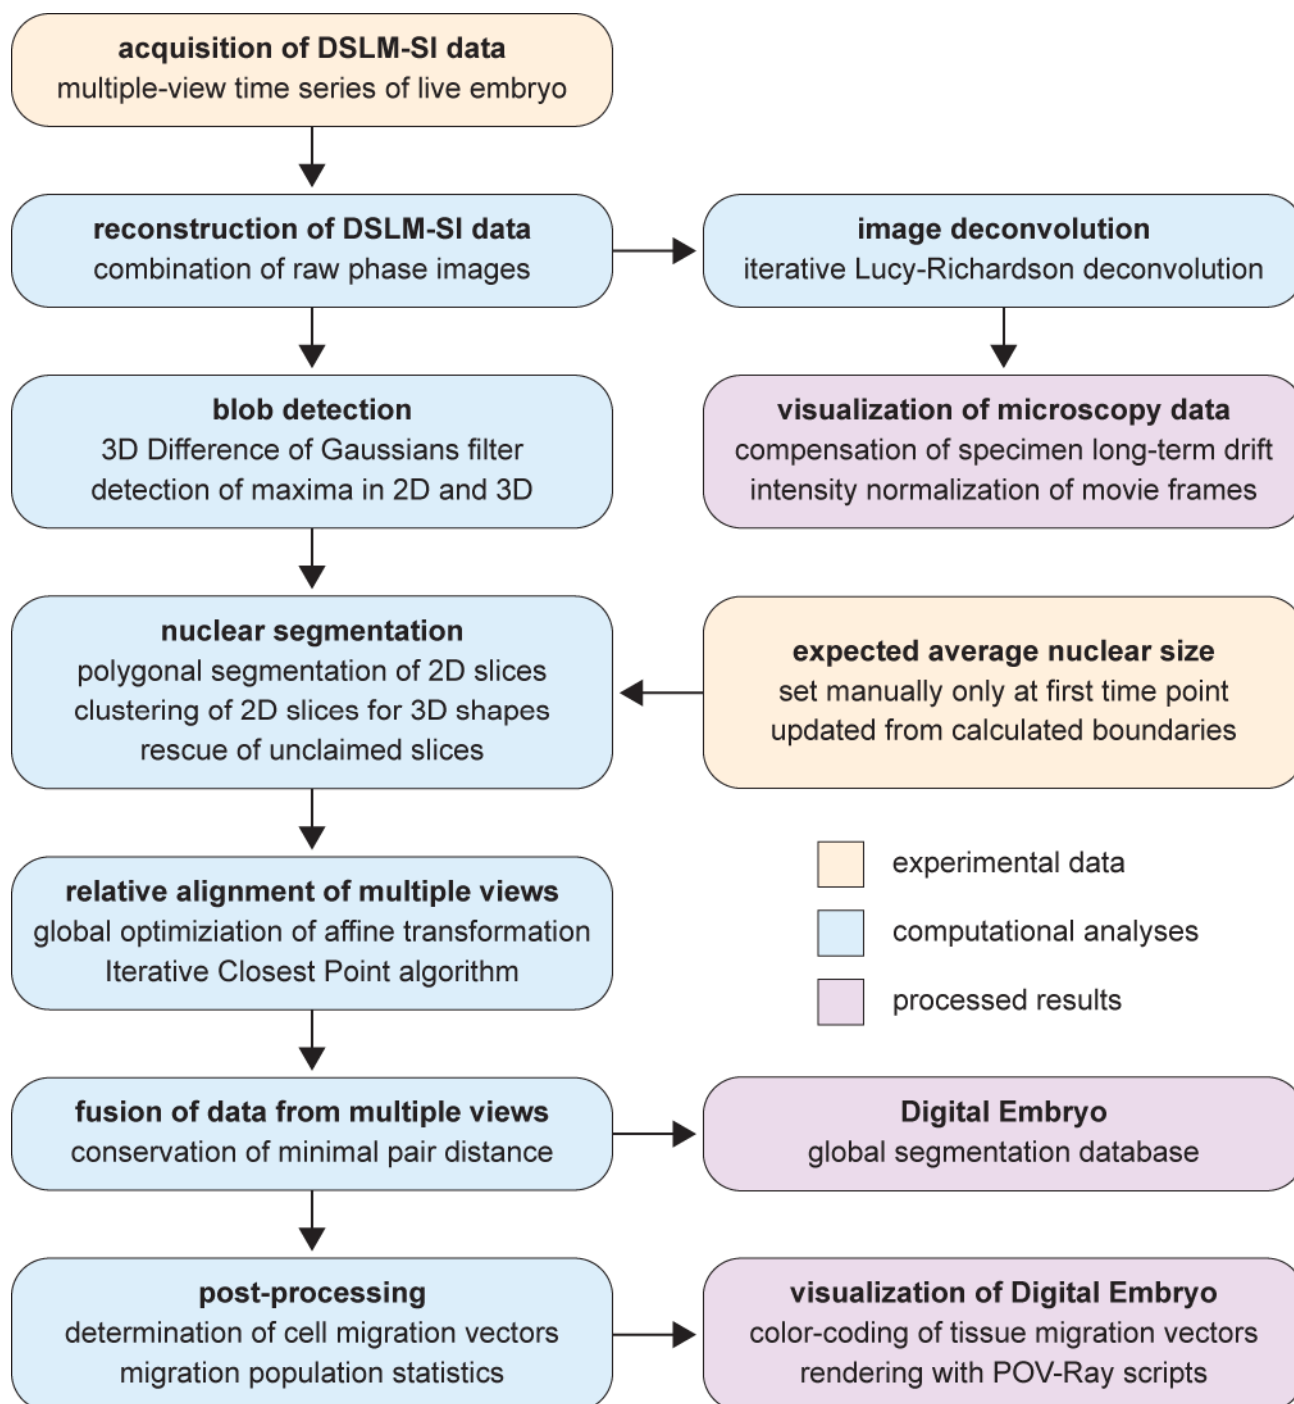 acquisition of DSLM-SI data
multiple-view time series of live embryo
reconstruction of DSLM-SI data
combination of raw phase images
image deconvolution
iterative Lucy-Richardson deconvolution
blob detection
3D Difference of Gaussians filter
detection of maxima in 2D and 3D
visualization of microscopy data
compensation of specimen long-term drift
intensity normalization of movie frames
nuclear segmentation
polygonal segmentation of 2D slices
clustering of 2D slices for 3D shapes
rescue of unclaimed slices
expected average nuclear size
set manually only at first time point
updated from calculated boundaries
experimental data
computational analyses
processed results
relative alignment of multiple views
global optimiziation of affine transformation
Iterative Closest Point algorithm
fusion of data from multiple views
conservation of minimal pair distance
Digital Embryo
global segmentation database
post-processing
determination of cell migration vectors
migration population statistics
visualization of Digital Embryo
color-coding of tissue migration vectors
rendering with POV-Ray scripts